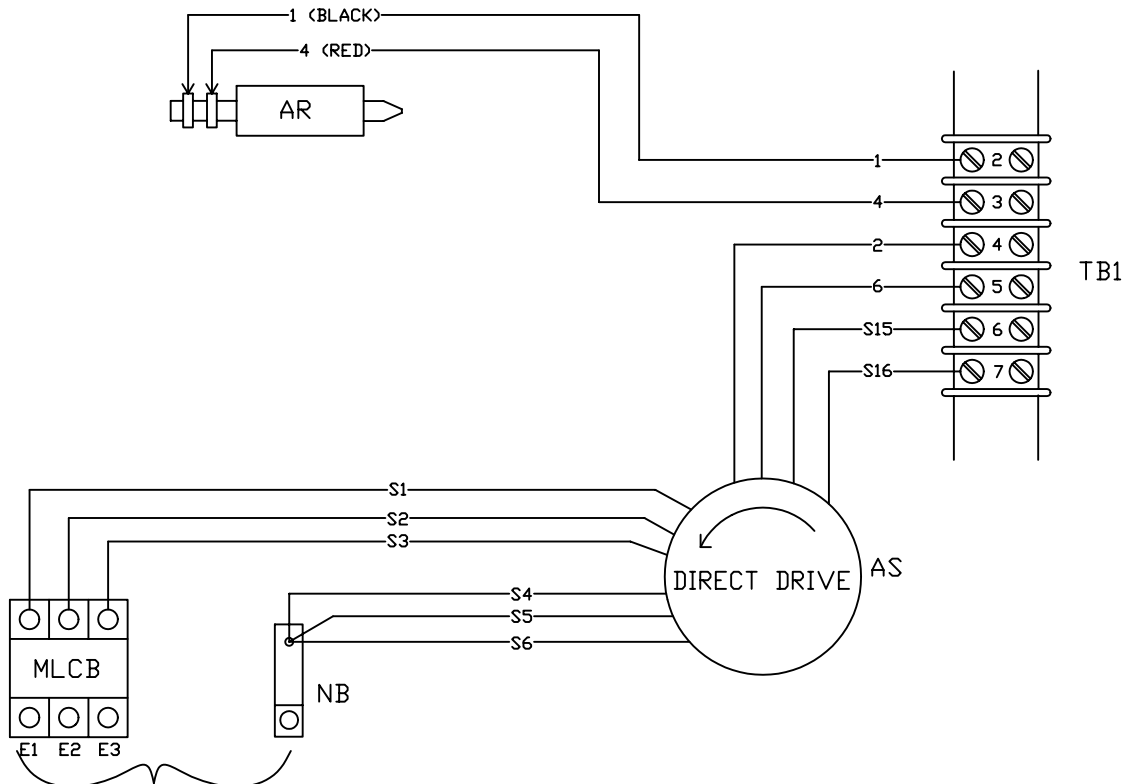 1 (BLACK)
4 (RED)
AR
1
2
4
3
2
4
6
5
TB1
S15
6
S16
7
S1
S2
S3
DIRECT DRIVE
AS
S4
S5
S6
MLCB
NB
E1 E2 E3